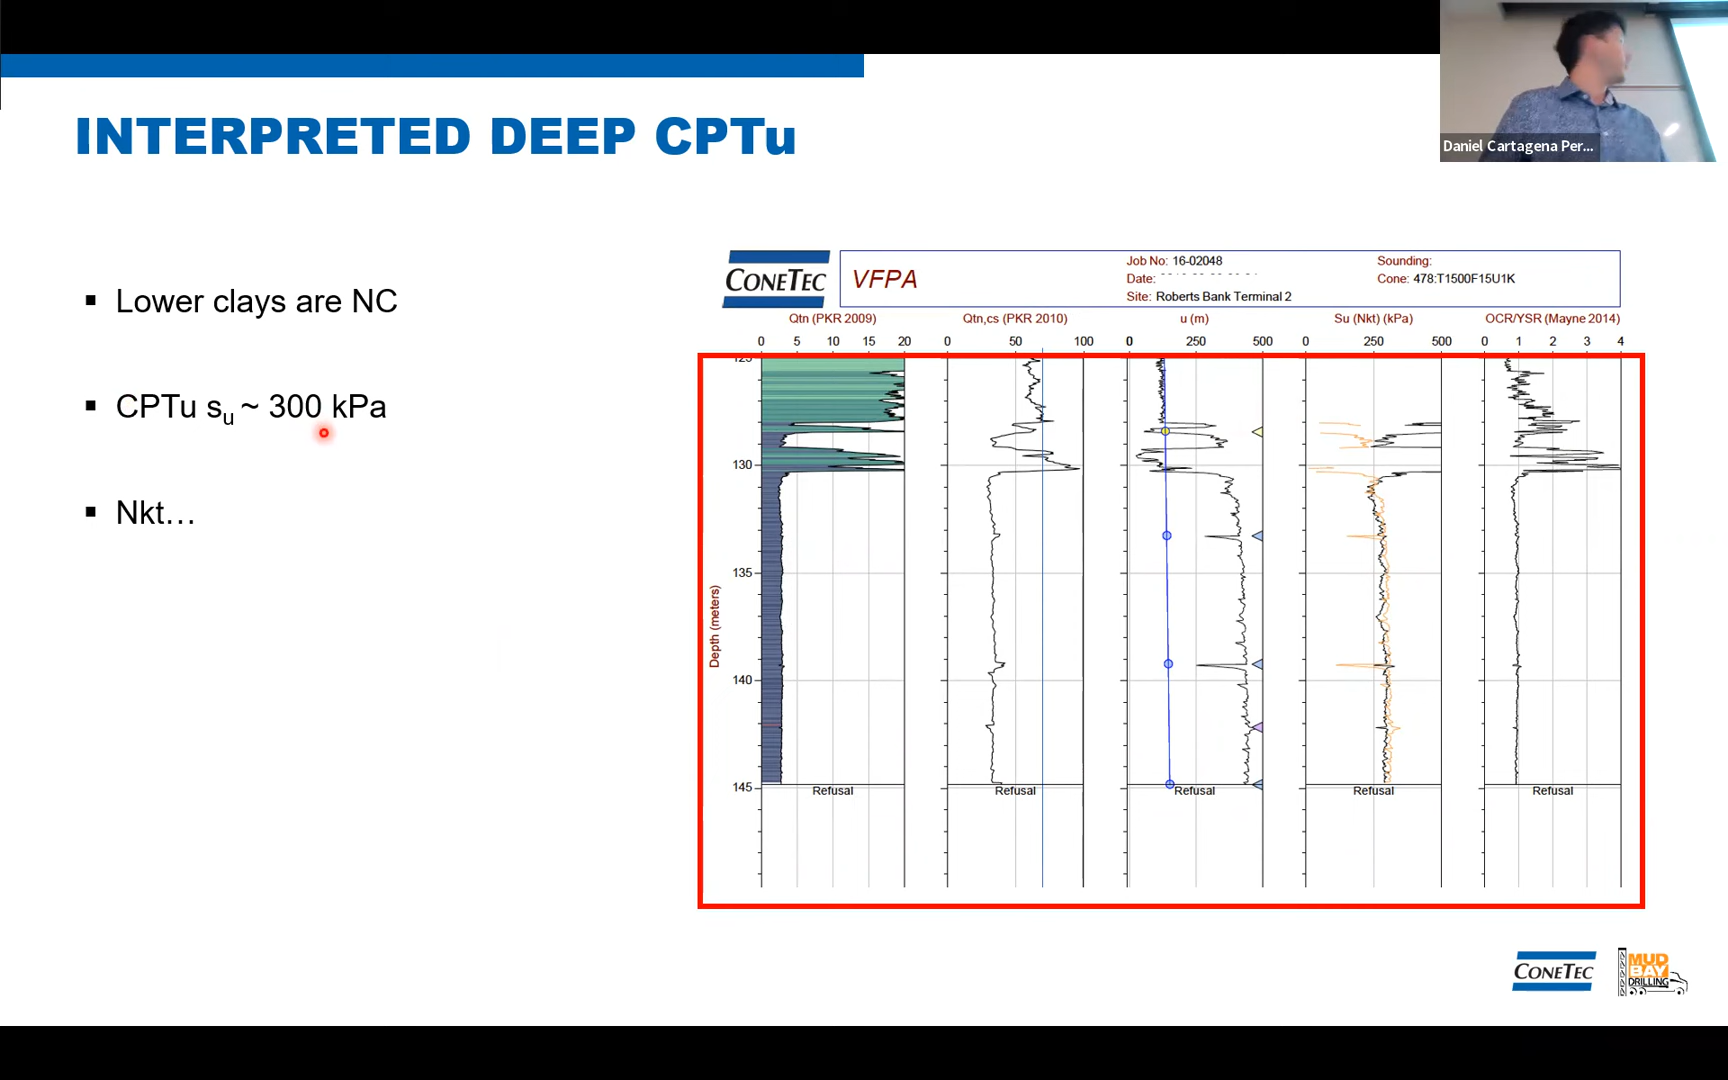 Daniel Cartagena Per...
INTERPRETED DEEP CPTu
▪ Lower clays are NC
▪ CPTu su ~ 300 kPa
▪ Nkt…
CONETEC
VFPA
Job No: 16-02048
Date:
Site: Roberts Bank Terminal 2
Sounding:
Cone: 478:T1500F15U1K
Qtn (PKR 2009)
Qtn,cs (PKR 2010)
u (m)
Su (Nkt) (kPa)
OCR/YSR (Mayne 2014)
0 5 10 15 20
0 50 100
0 250 500
0 250 500
0 1 2 3 4
Depth (meters)
125
130
135
140
145
Refusal
Refusal
Refusal
Refusal
Refusal
CONETEC
MUD
BAY
DRILLING